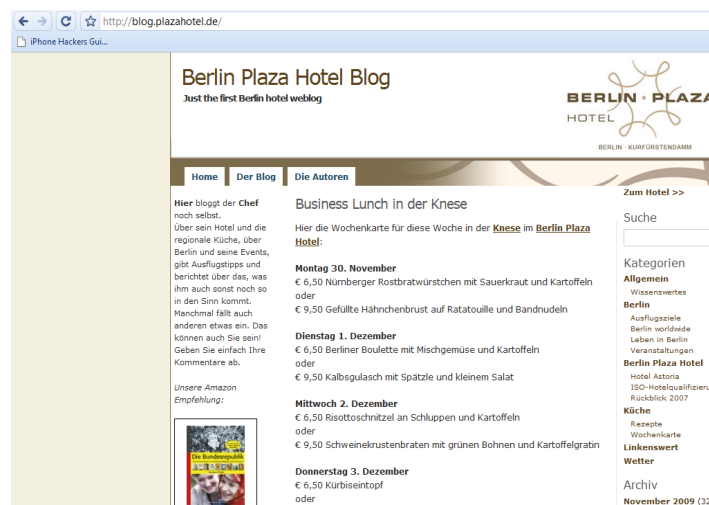 http://blog.plazahotel.de/
iPhone Hackers Gui...
Berlin Plaza Hotel Blog
Just the first Berlin hotel weblog
BERLIN · PLAZA
HOTEL
BERLIN · KURFÜRSTENDAMM
Home
Der Blog
Die Autoren
Hier bloggt der Chef
noch selbst.
Über sein Hotel und die
regionale Küche, über
Berlin und seine Events,
gibt Ausflugstipps und
berichtet über das, was
ihm auch sonst noch so
in den Sinn kommt.
Manchmal fällt auch
anderen etwas ein. Das
können auch Sie sein!
Geben Sie einfach Ihre
Kommentare ab.
Unsere Amazon
Empfehlung:
Die Bundesrepublik
Business Lunch in der Knese
Hier die Wochenkarte für diese Woche in der Knese im Berlin Plaza
Hotel:
Montag 30. November
€ 6,50 Nürnberger Rostbratwürstchen mit Sauerkraut und Kartoffeln
oder
€ 9,50 Gefüllte Hähnchenbrust auf Ratatouille und Bandnudeln
Dienstag 1. Dezember
€ 6,50 Berliner Boulette mit Mischgemüse und Kartoffeln
oder
€ 9,50 Kalbsgulasch mit Spätzle und kleinem Salat
Mittwoch 2. Dezember
€ 6,50 Risottoschnitzel an Schluppen und Kartoffeln
oder
€ 9,50 Schweinekrustenbraten mit grünen Bohnen und Kartoffelgratin
Donnerstag 3. Dezember
€ 6,50 Kürbiseintopf
oder
Zum Hotel >>
Suche
Kategorien
Allgemein
Wissenswertes
Berlin
Ausflugsziele
Berlin worldwide
Leben in Berlin
Veranstaltungen
Berlin Plaza Hotel
Hotel Astoria
ISO-Hotelqualifizieru
Rückblick 2007
Küche
Rezepte
Wochenkarte
Linkenswert
Wetter
Archiv
November 2009 (32